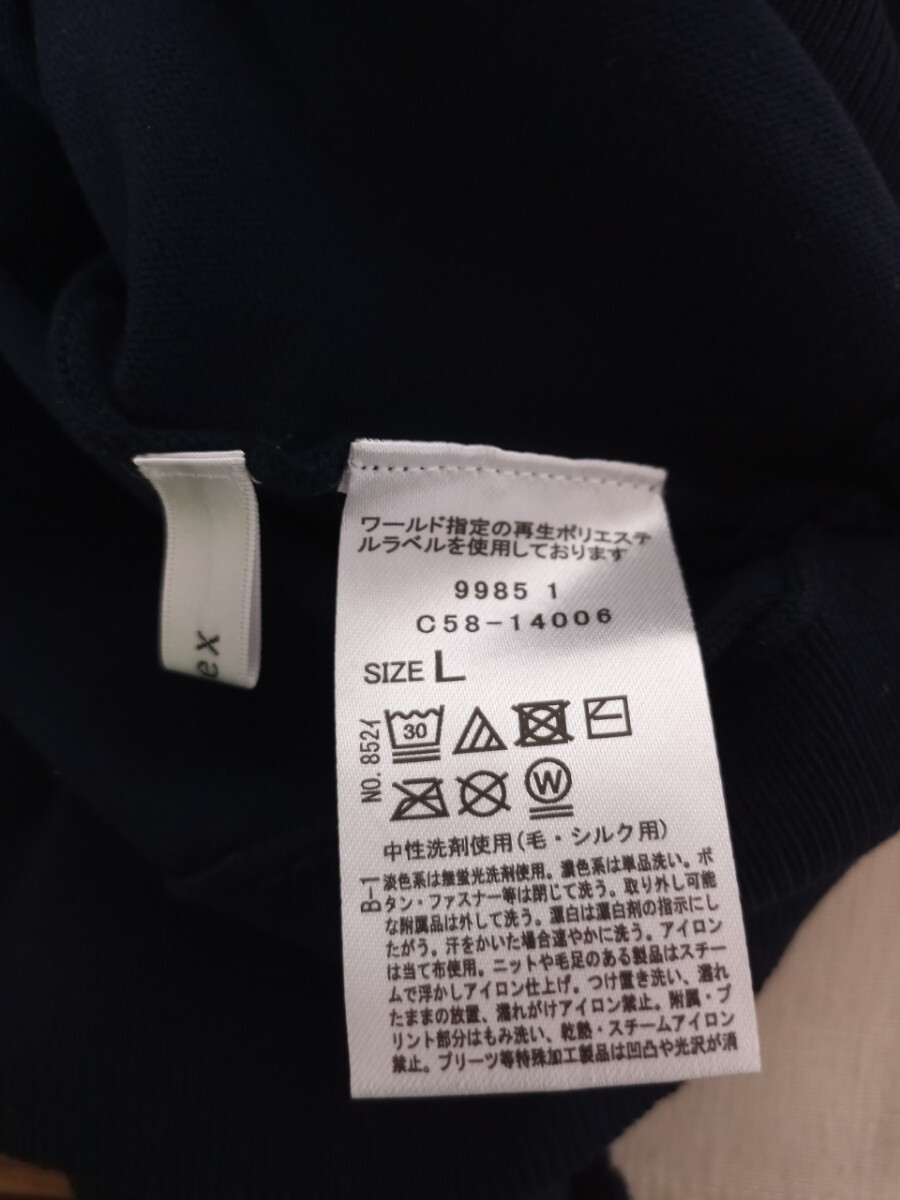 ワールド指定の再生ポリエステ
ルラベルを使用しております
9985 1
C58-14006
SIZE L
NO. 852イ
30
W
中性洗剤使用(毛・シルク用)
B-1
淡色系は無蛍光洗剤使用。濃色系は単品洗い。ボ
タン・ファスナー等は閉じて洗う。取り外し可能
な附属品は外して洗う。漂白は漂白剤の指示にし
たがう。汗をかいた場合速やかに洗う。アイロン
は当て布使用。ニットや毛足のある製品はスチー
ムで浮かしアイロン仕上げ。つけ置き洗い、濡れ
たままの放置、濡れがけアイロン禁止。附属・プ
リント部分はもみ洗い、乾熱・スチームアイロン
禁止。プリーツ等特殊加工製品は凹凸や光沢が消
ex